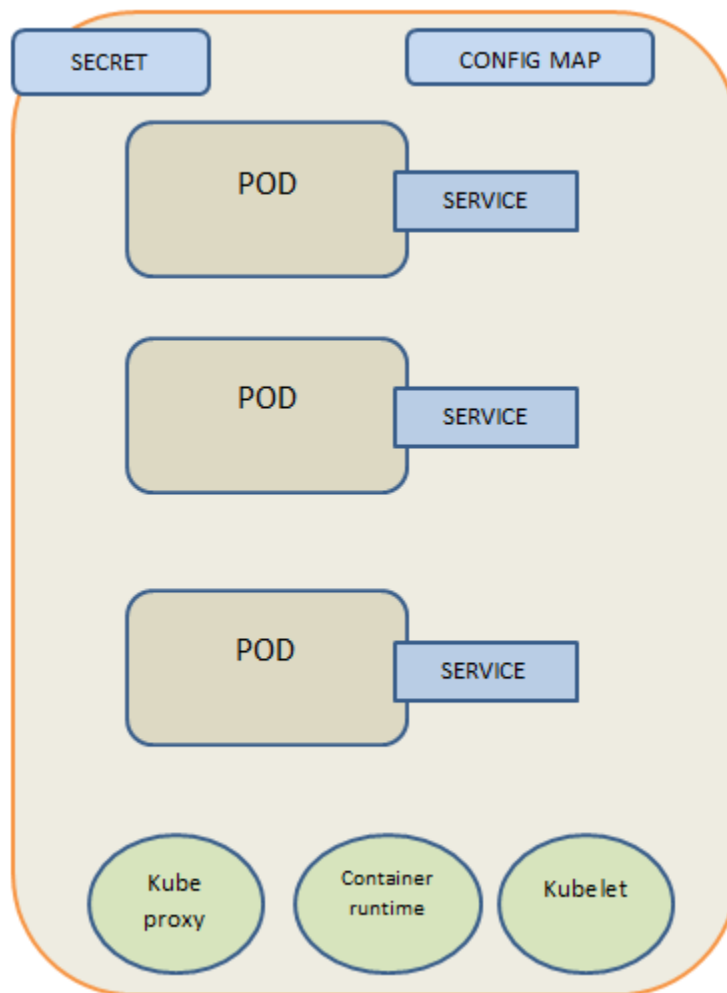 SECRET
CONFIG MAP
POD
SERVICE
POD
SERVICE
POD
SERVICE
Kube
proxy
Container
runtime
Kubelet